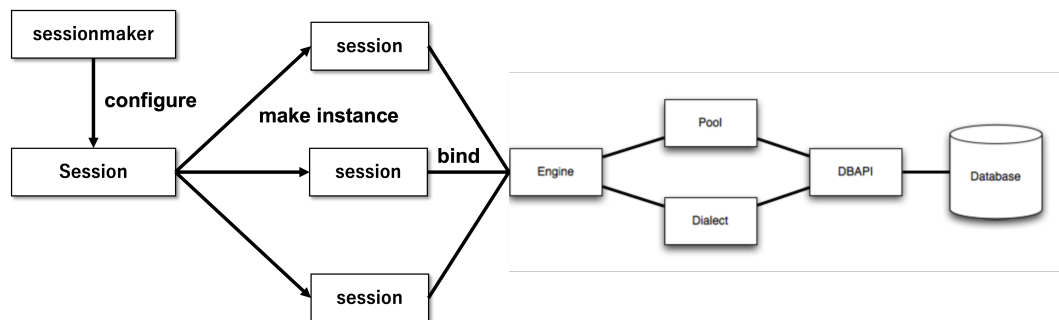 sessionmaker
configure
Session
make instance
session
session
session
bind
Engine
Pool
Dialect
DBAPI
Database